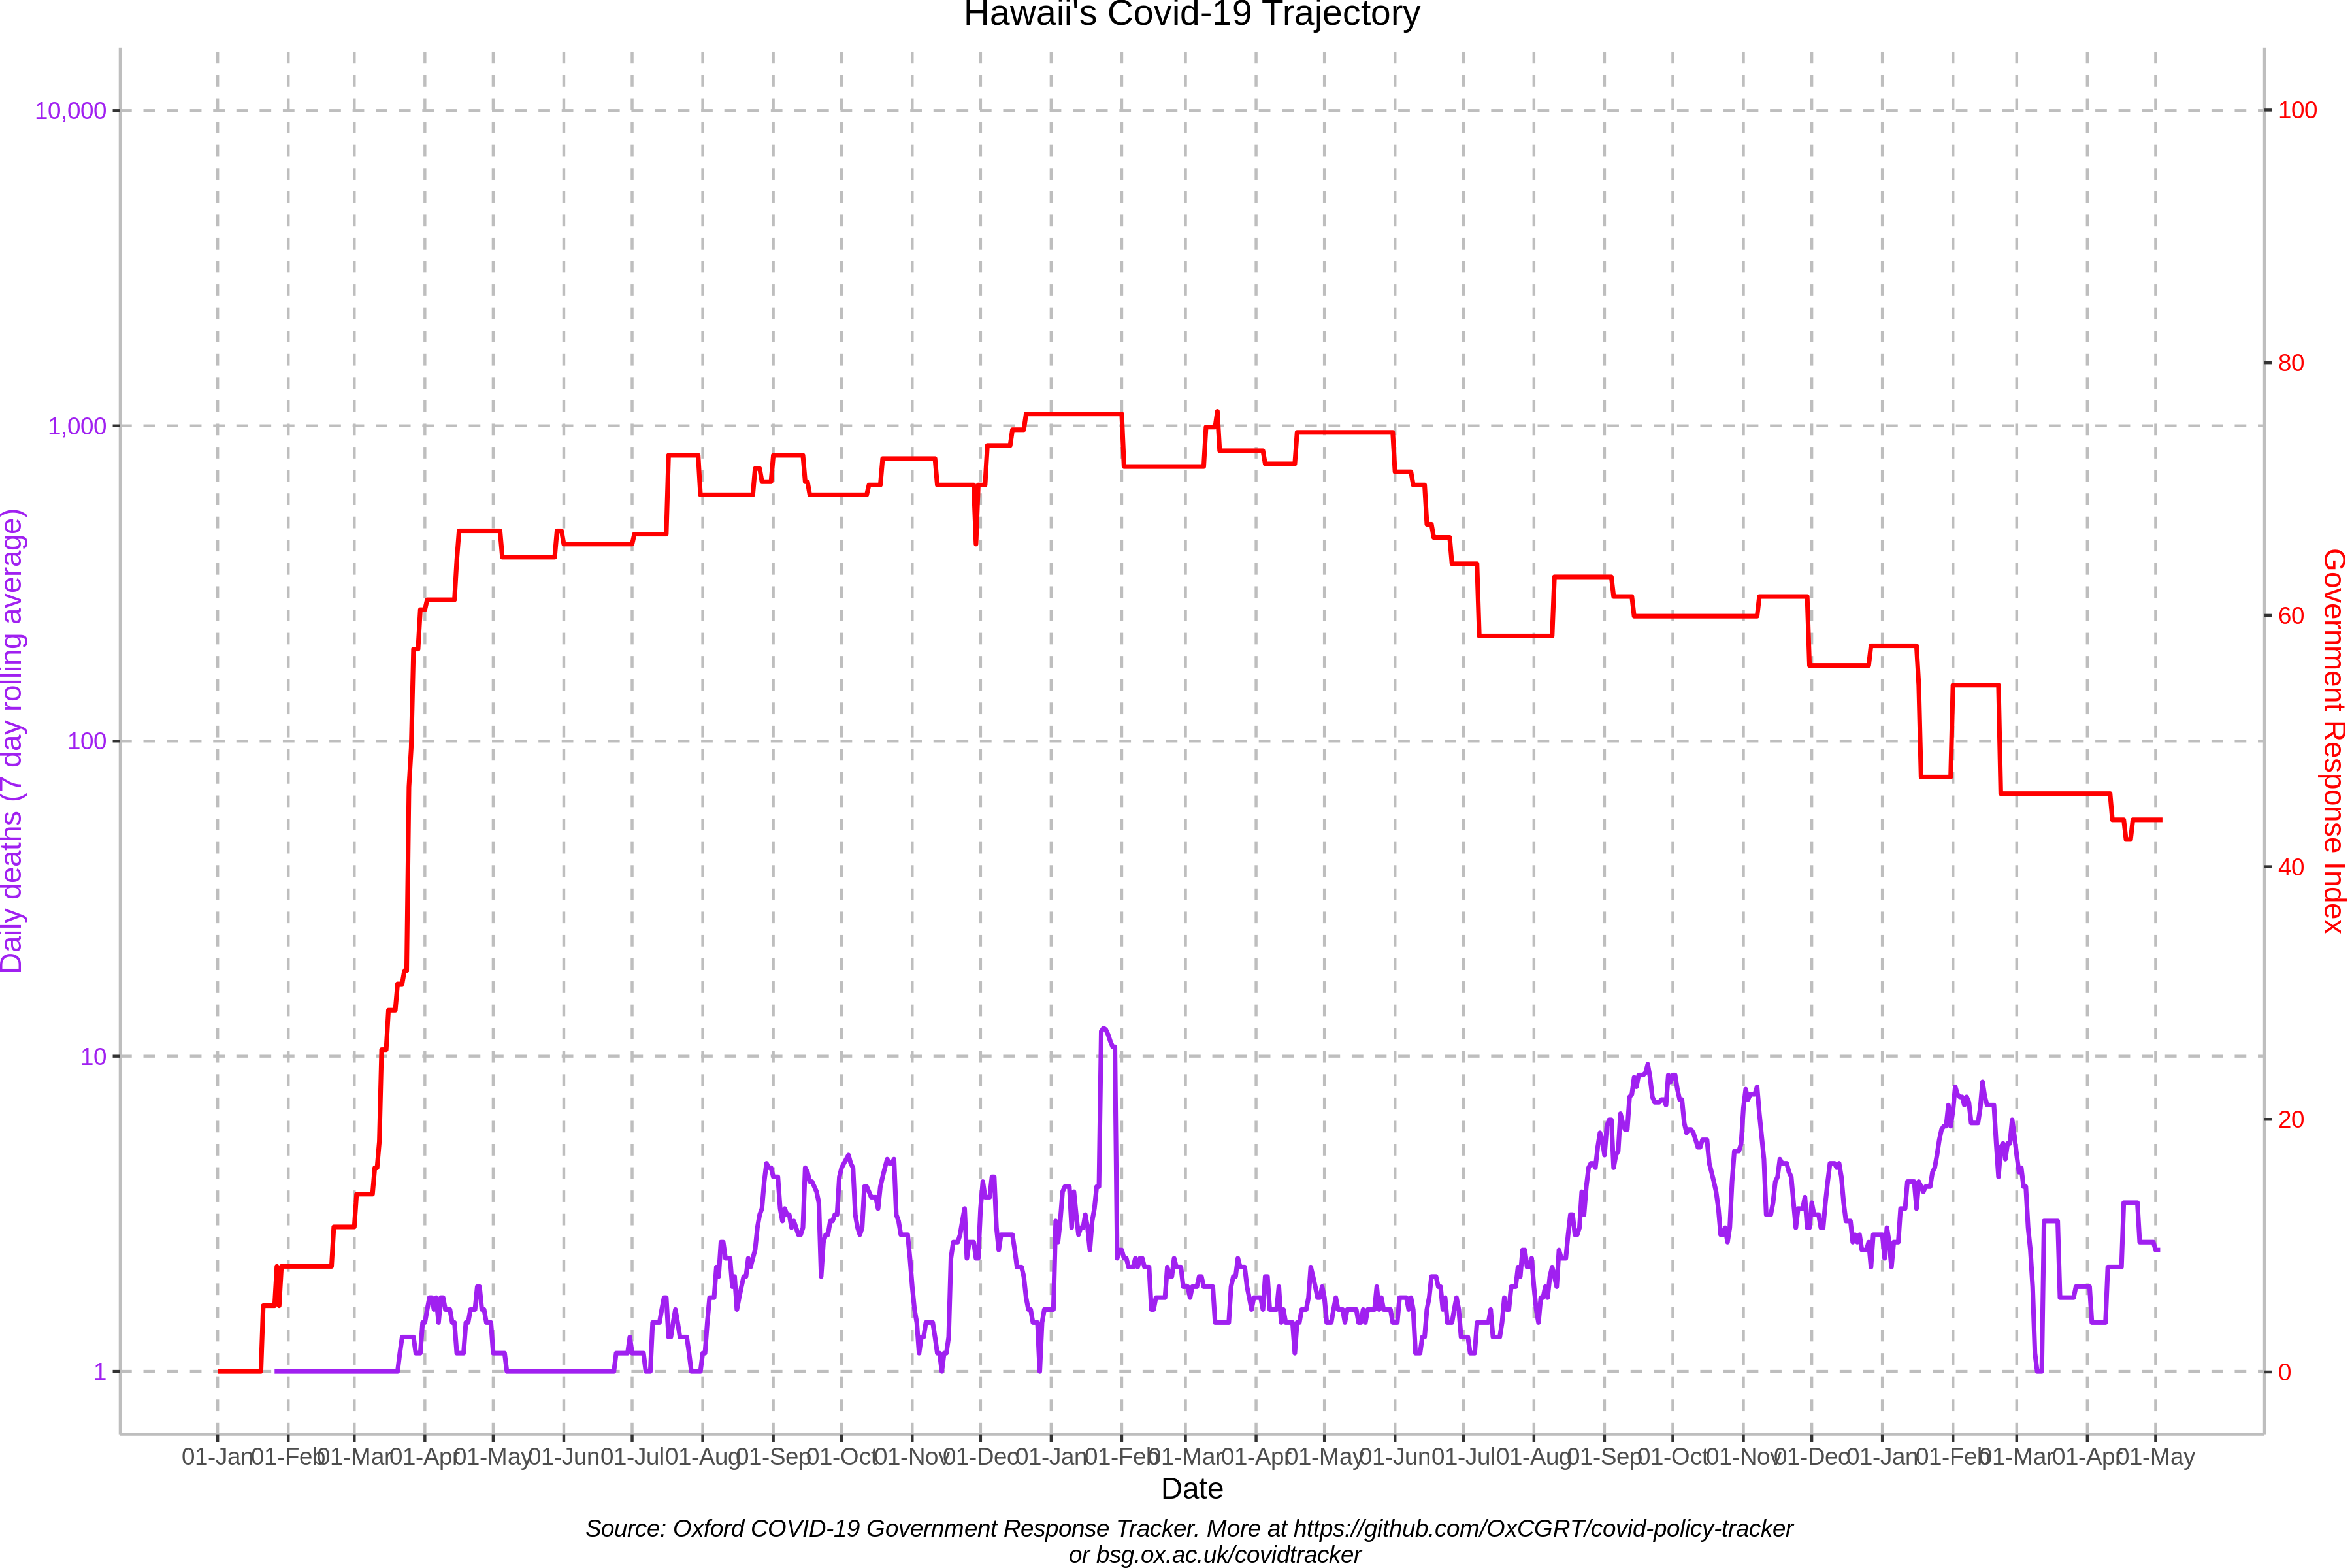 Hawaii's Covid-19 Trajectory
Daily deaths (7 day rolling average)
10,000
1,000
100
10
1
Government Response Index
100
80
60
40
20
0
01-Jan
01-Feb
01-Mar
01-Apr
01-May
01-Jun
01-Jul
01-Aug
01-Sep
01-Oct
01-Nov
01-Dec
01-Jan
01-Feb
01-Mar
01-Apr
01-May
01-Jun
01-Jul
01-Aug
01-Sep
01-Oct
01-Nov
01-Dec
01-Jan
01-Feb
01-Mar
01-Apr
01-May
Date
Source: Oxford COVID-19 Government Response Tracker. More at https://github.com/OxCGRT/covid-policy-tracker
or bsg.ox.ac.uk/covidtracker